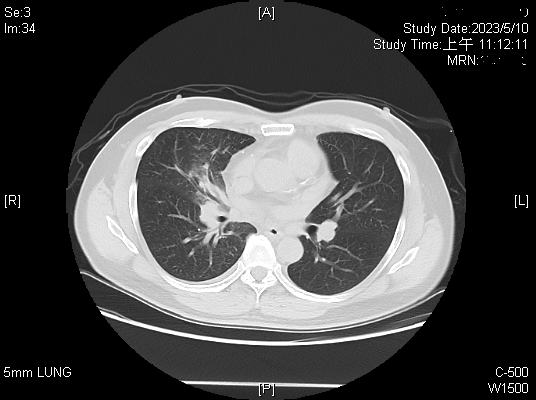 Se:3
Im:34
[A]
Study Date:2023/5/10
Study Time:上午 11:12:11
MRN:
[R]
[L]
5mm LUNG
[P]
C-500
W1500